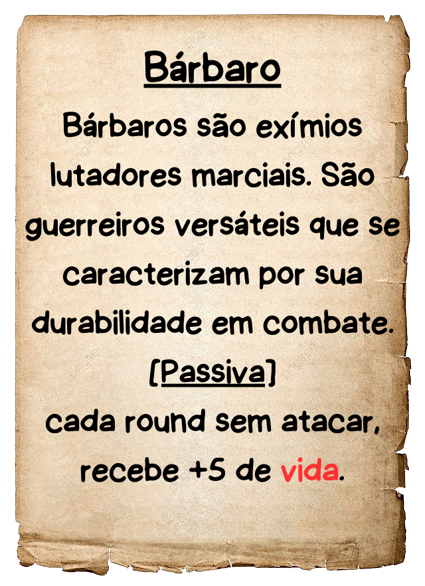 Bárbaro
Bárbaros são exímios
lutadores marciais. São
guerreiros versáteis que se
caracterizam por sua
durabilidade em combate.
[Passiva]
cada round sem atacar,
recebe +5 de vida.